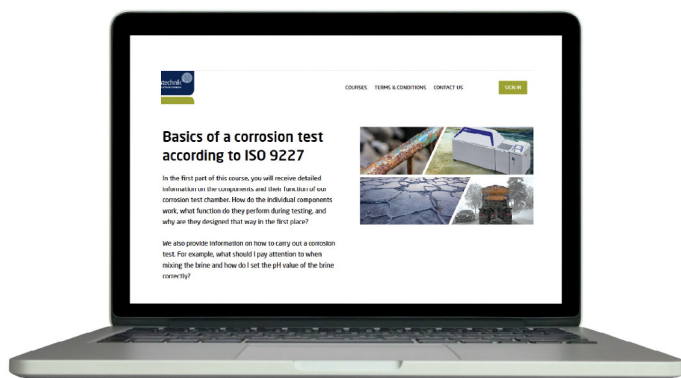 technik
COURSES TERMS & CONDITIONS CONTACT US SIGN IN
Basics of a corrosion test
according to ISO 9227
In the first part of this course, you will receive detailed
information on the components and their function of our
corrosion test chamber. How do the individual components
work, what function do they perform during testing, and
why are they designed that way in the first place?
We also provide information on how to carry out a corrosion
test. For example, what should I pay attention to when
mixing the brine and how do I set the pH value of the brine
correctly?